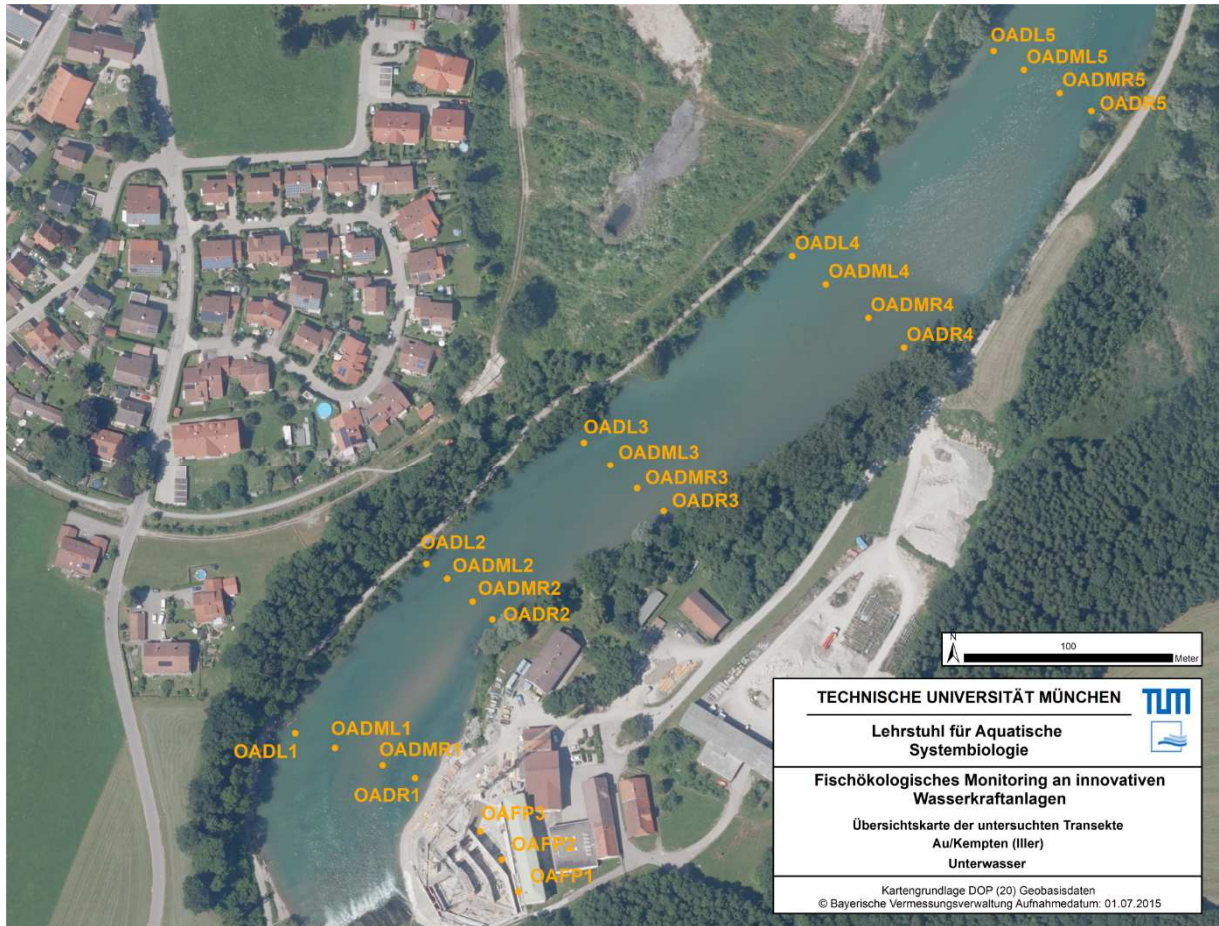 OADL5
OADML5
OADMR5
OADR5
OADL4
OADML4
OADMR4
OADR4
OADL3
OADML3
OADMR3
OADR3
OADL2
OADML2
OADMR2
OADR2
OADML1
OADL1
OADMR1
OADR1
OAFP3
OAFP2
OAFP1
N
100
Meter
TECHNISCHE UNIVERSITÄT MÜNCHEN
TUM
Lehrstuhl für Aquatische
Systembiologie
Fischökologisches Monitoring an innovativen
Wasserkraftanlagen
Übersichtskarte der untersuchten Transekte
Au/Kempten (Iller)
Unterwasser
Kartengrundlage DOP (20) Geobasisdaten
© Bayerische Vermessungsverwaltung Aufnahmedatum: 01.07.2015